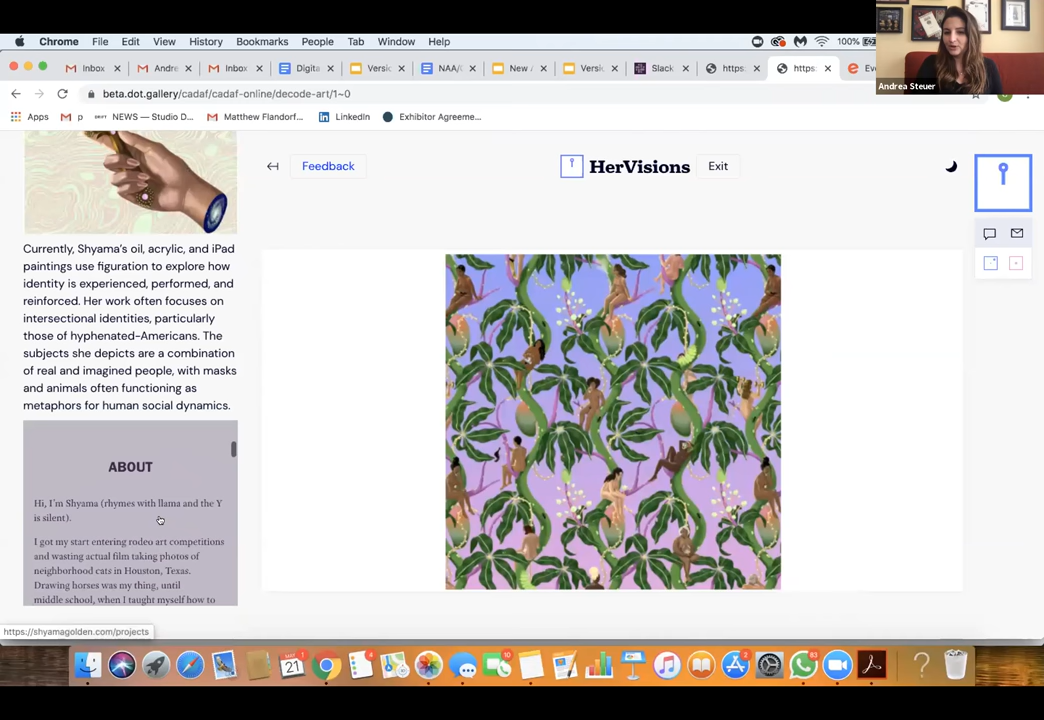 Chrome File Edit View History Bookmarks People Tab Window Help
100%
Inbox
Andre
Inbox
Digita
Versio
NAA/
New
Versi
Slack
https:
https:
Andrea Steuer
beta.dot.gallery/cadaf/cadaf-online/decode-art/1~0
Apps
p
NEWS — Studio D...
Matthew Flandorf...
LinkedIn
Exhibitor Agreeme...
Feedback
HerVisions
Exit
Currently, Shyama's oil, acrylic, and iPad
paintings use figuration to explore how
identity is experienced, performed, and
reinforced. Her work often focuses on
intersectional identities, particularly
those of hyphenated-Americans. The
subjects she depicts are a combination
of real and imagined people, with masks
and animals often functioning as
metaphors for human social dynamics.
ABOUT
Hi, I'm Shyama (rhymes with llama and the Y
is silent).
I got my start entering rodeo art competitions
and wasting actual film taking photos of
neighborhood cats in Houston, Texas.
Drawing horses was my thing, until
middle school, when I taught myself how to
https://shyamagolden.com/projects
21